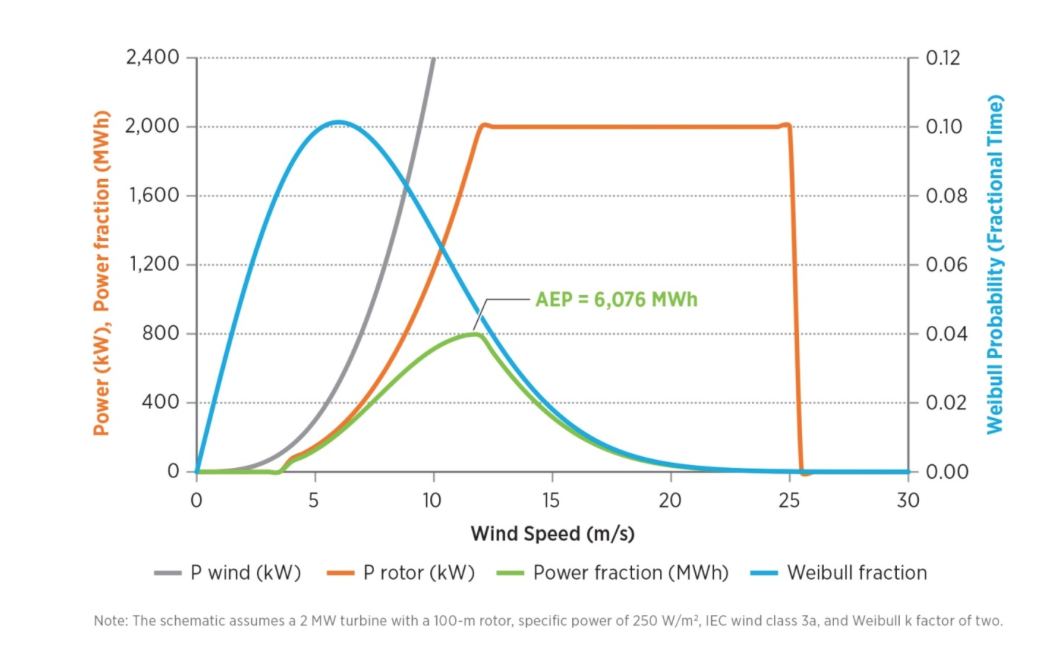 2,400
2,000
1,600
1,200
800
400
0
Power (kW), Power fraction (MWh)
0.12
0.10
0.08
0.06
0.04
0.02
0.00
Weibull Probability (Fractional Time)
AEP = 6,076 MWh
0 5 10 15 20 25 30
Wind Speed (m/s)
P wind (kW) P rotor (kW) Power fraction (MWh) Weibull fraction
Note: The schematic assumes a 2 MW turbine with a 100-m rotor, specific power of 250 W/m², IEC wind class 3a, and Weibull k factor of two.